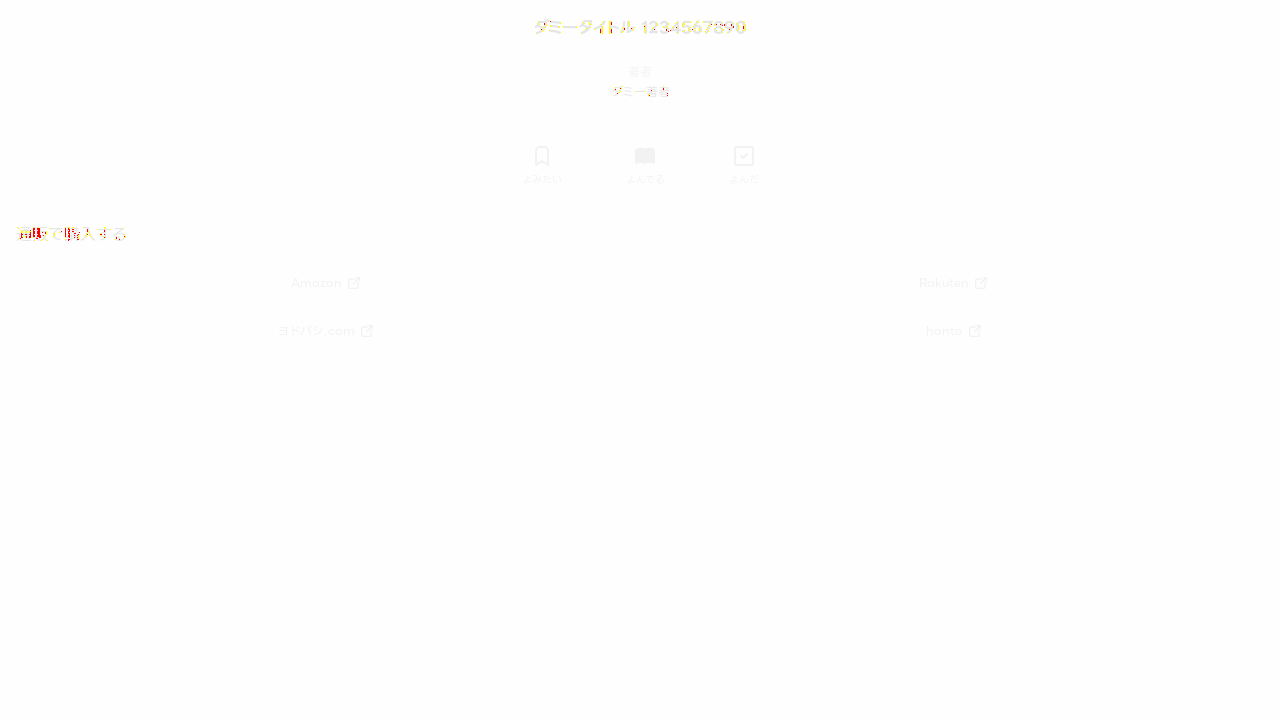 ダミータイトル 1234567890
著者
ダミー著者
よみたい
よんでる
よんだ
通販で購入する
Amazon
Rakuten
ヨドバシ.com
honto